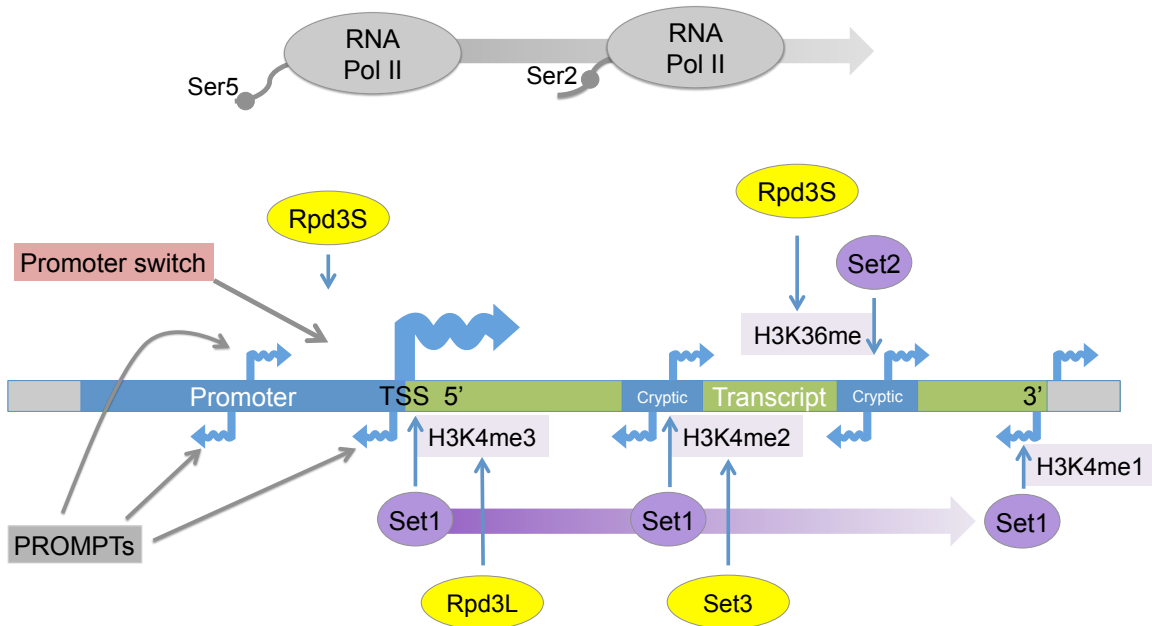 RNA
Pol II
RNA
Pol II
Ser5
Ser2
Rpd3S
Rpd3S
Promoter switch
Set2
H3K36me
Promoter
TSS 5’
Cryptic
Transcript
Cryptic
3’
H3K4me3
H3K4me2
H3K4me1
Set1
Set1
Set1
PROMPTs
Rpd3L
Set3